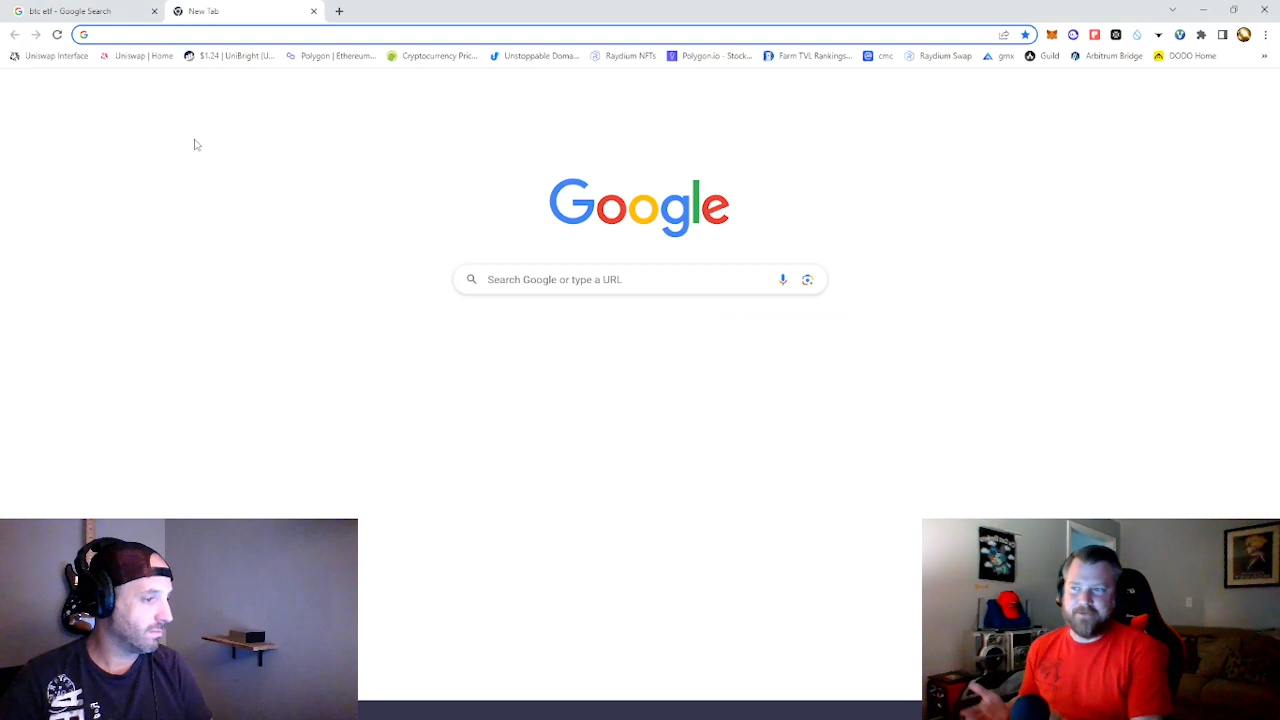 btc etf - Google Search
New Tab
Uniswap Interface
Uniswap | Home
$1.24 | UniBright (U...
Polygon | Ethereum...
Cryptocurrency Pric...
Unstoppable Doma...
Raydium NFTs
Polygon.io - Stock...
Farm TVL Rankings...
cmc
Raydium Swap
gmx
Guild
Arbitrum Bridge
DODO Home
Google
Search Google or type a URL